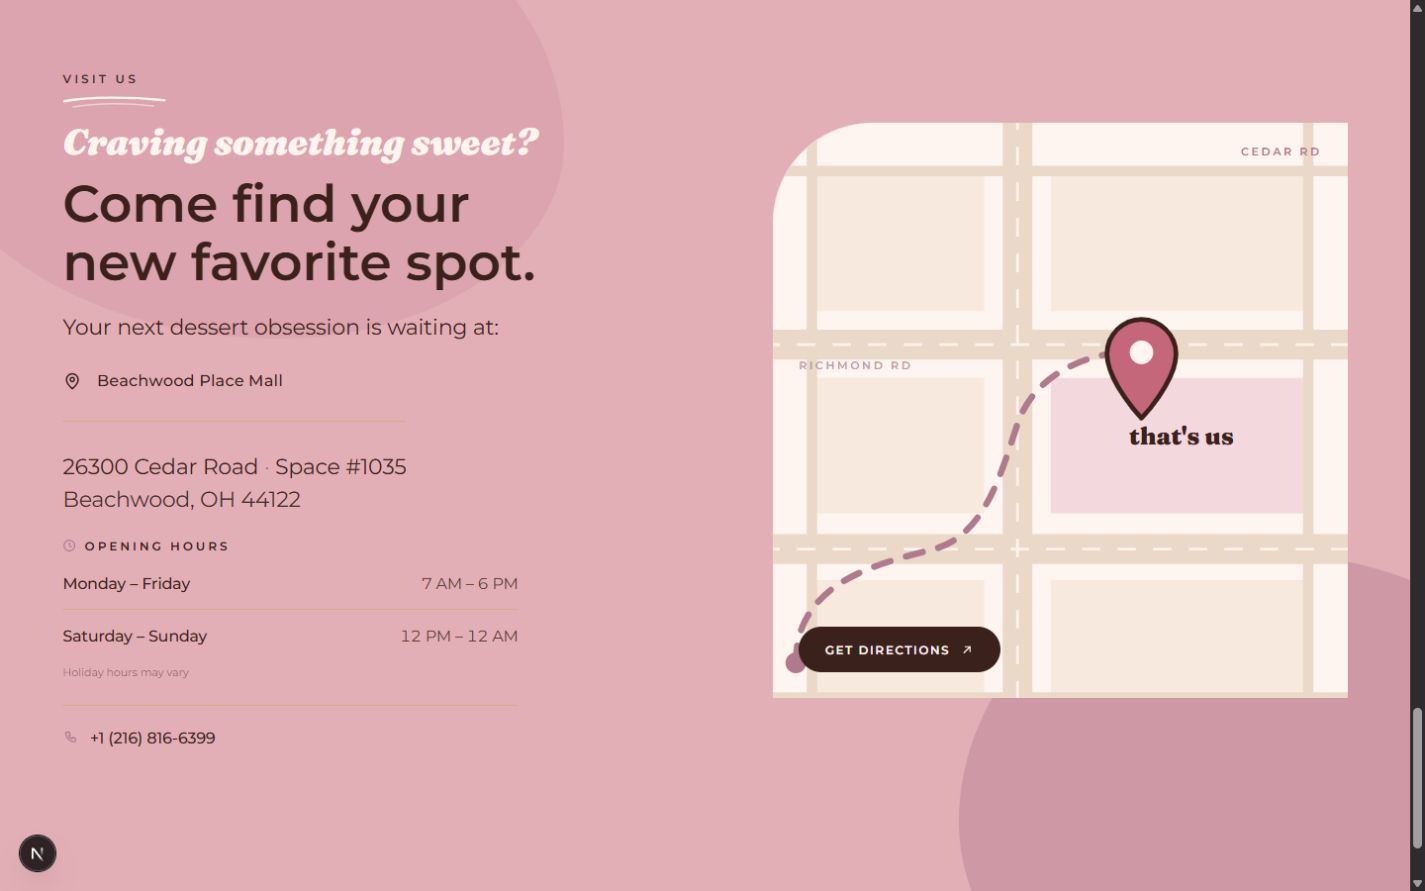 VISIT US
Craving something sweet?
Come find your
new favorite spot.
Your next dessert obsession is waiting at:
Beachwood Place Mall
26300 Cedar Road · Space #1035
Beachwood, OH 44122
OPENING HOURS
Monday – Friday 7 AM – 6 PM
Saturday – Sunday 12 PM – 12 AM
Holiday hours may vary
+1 (216) 816-6399
CEDAR RD
RICHMOND RD
that's us
GET DIRECTIONS
N